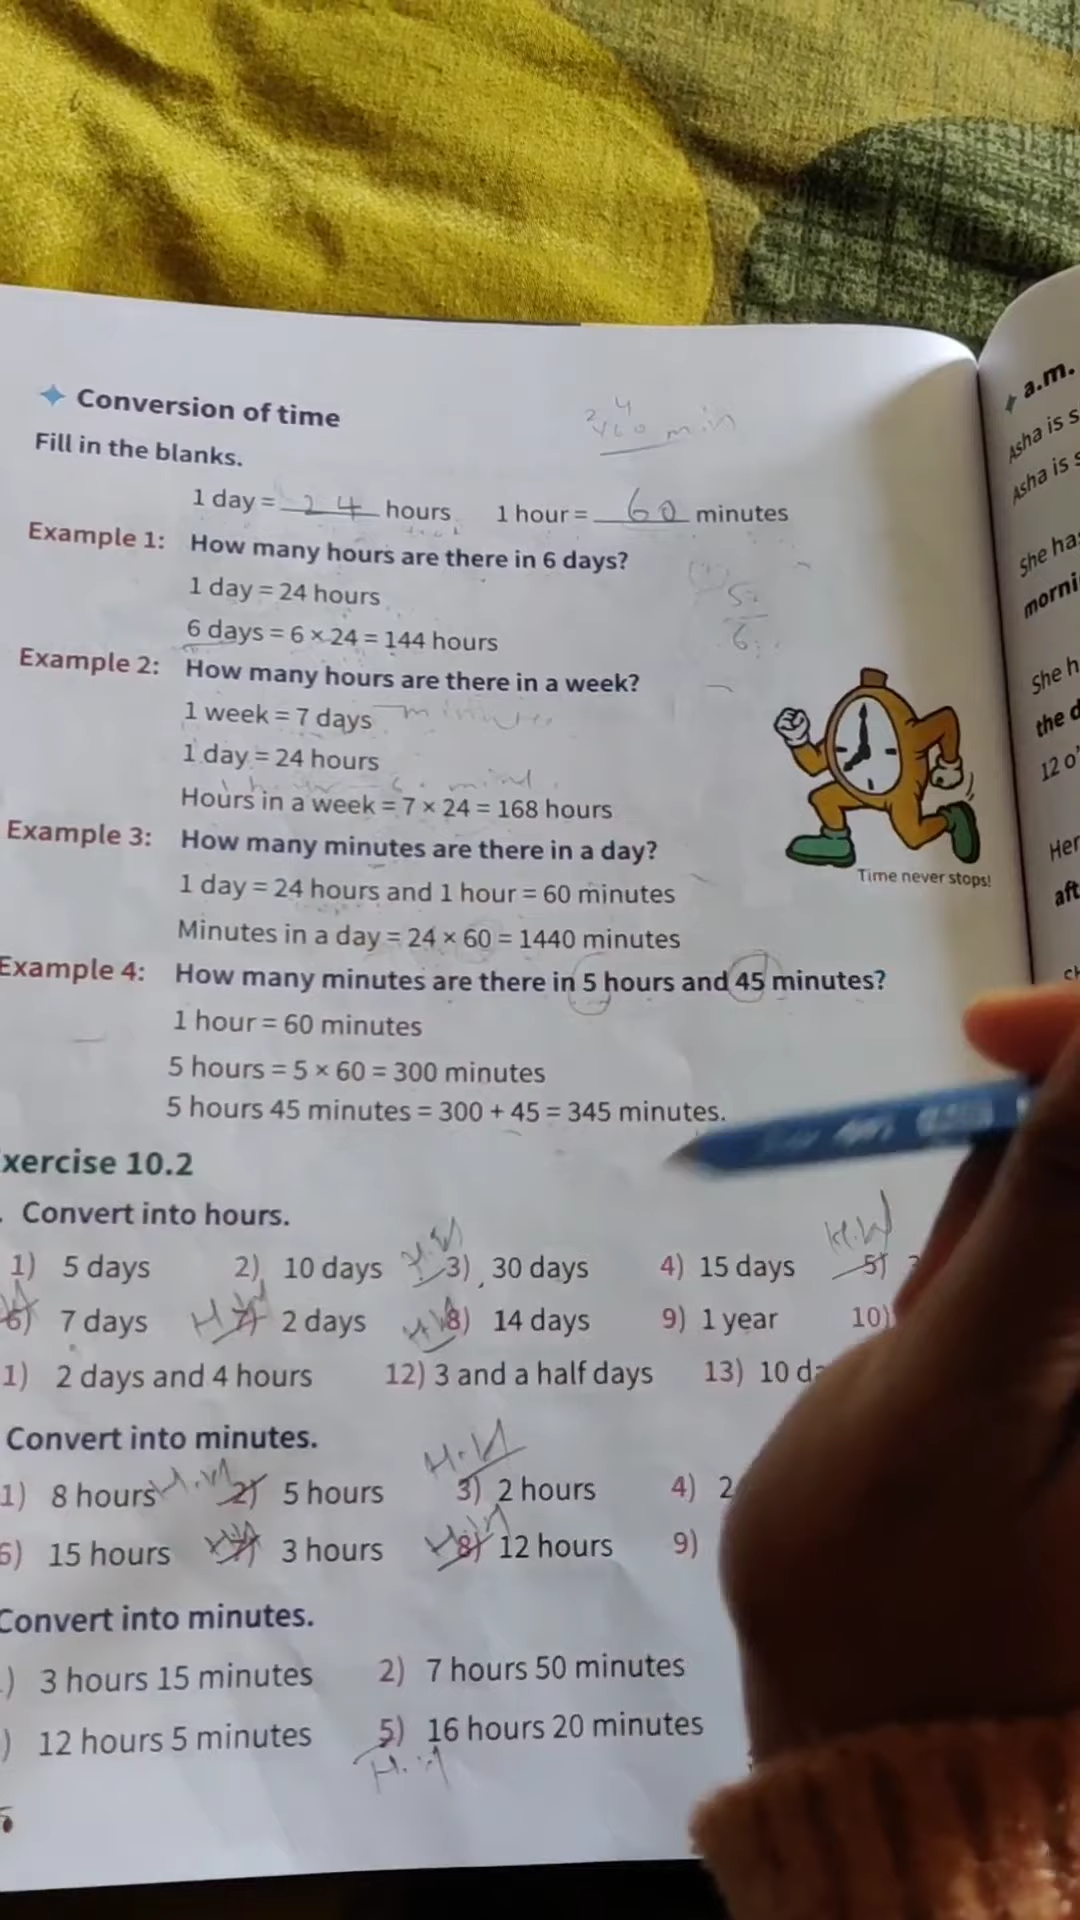 Conversion of time
Fill in the blanks.
1 day = 24 hours 1 hour = 60 minutes
Example 1: How many hours are there in 6 days?
1 day = 24 hours
6 days = 6 × 24 = 144 hours
Example 2: How many hours are there in a week?
1 week = 7 days
1 day = 24 hours
Hours in a week = 7 × 24 = 168 hours
Example 3: How many minutes are there in a day?
1 day = 24 hours and 1 hour = 60 minutes
Time never stops!
Minutes in a day = 24 × 60 = 1440 minutes
Example 4: How many minutes are there in 5 hours and 45 minutes?
1 hour = 60 minutes
5 hours = 5 × 60 = 300 minutes
5 hours 45 minutes = 300 + 45 = 345 minutes.
xercise 10.2
Convert into hours.
H.W H.W
1) 5 days 2) 10 days 3) 30 days 4) 15 days 5)
6) 7 days 7) 2 days 8) 14 days 9) 1 year 10)
1) 2 days and 4 hours 12) 3 and a half days 13) 10 d
Convert into minutes.
H.W H.W
1) 8 hours 2) 5 hours 3) 2 hours 4) 2
6) 15 hours 7) 3 hours 8) 12 hours 9)
Convert into minutes.
) 3 hours 15 minutes 2) 7 hours 50 minutes
) 12 hours 5 minutes 5) 16 hours 20 minutes
H.W
a.m.
Asha is s
Asha is s
She ha
morni
She h
the d
12 o'
Her
aft